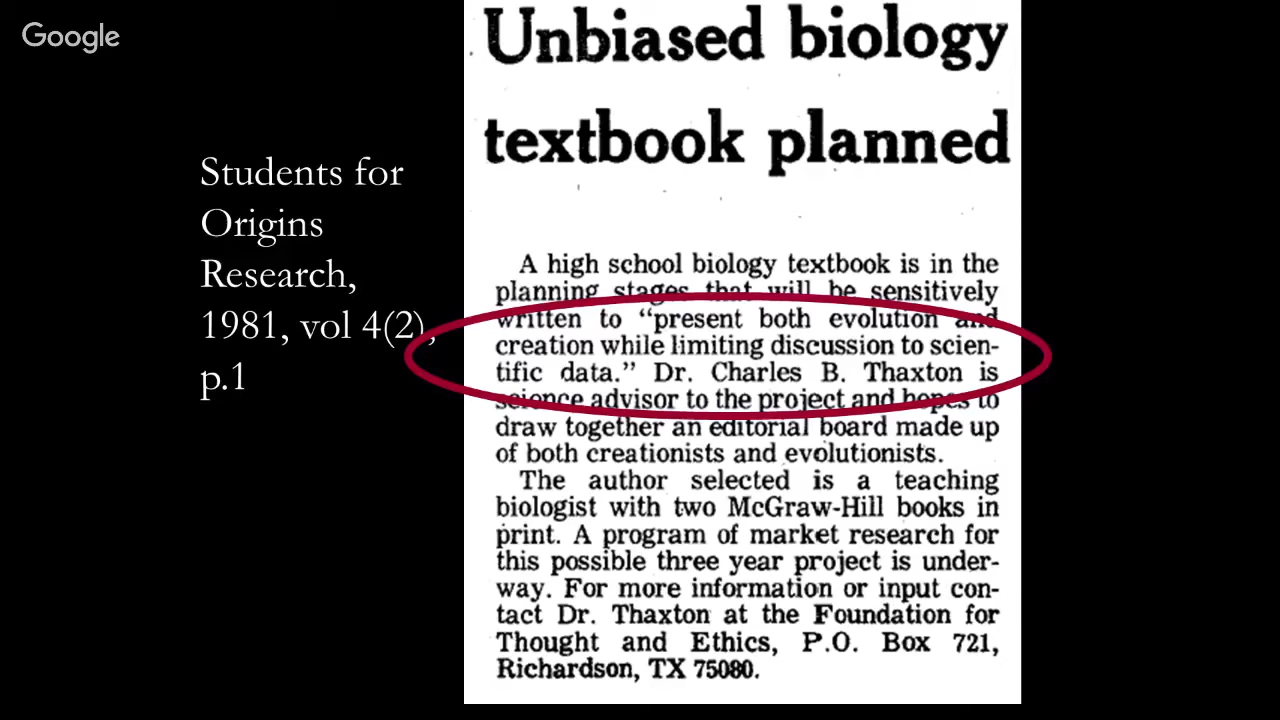 Google
Students for
Origins
Research,
1981, vol 4(2),
p.1
Unbiased biology
textbook planned
A high school biology textbook is in the
planning stages that will be sensitively
written to “present both evolution and
creation while limiting discussion to scien-
tific data.” Dr. Charles B. Thaxton is
science advisor to the project and hopes to
draw together an editorial board made up
of both creationists and evolutionists.
The author selected is a teaching
biologist with two McGraw-Hill books in
print. A program of market research for
this possible three year project is under-
way. For more information or input con-
tact Dr. Thaxton at the Foundation for
Thought and Ethics, P.O. Box 721,
Richardson, TX 75080.